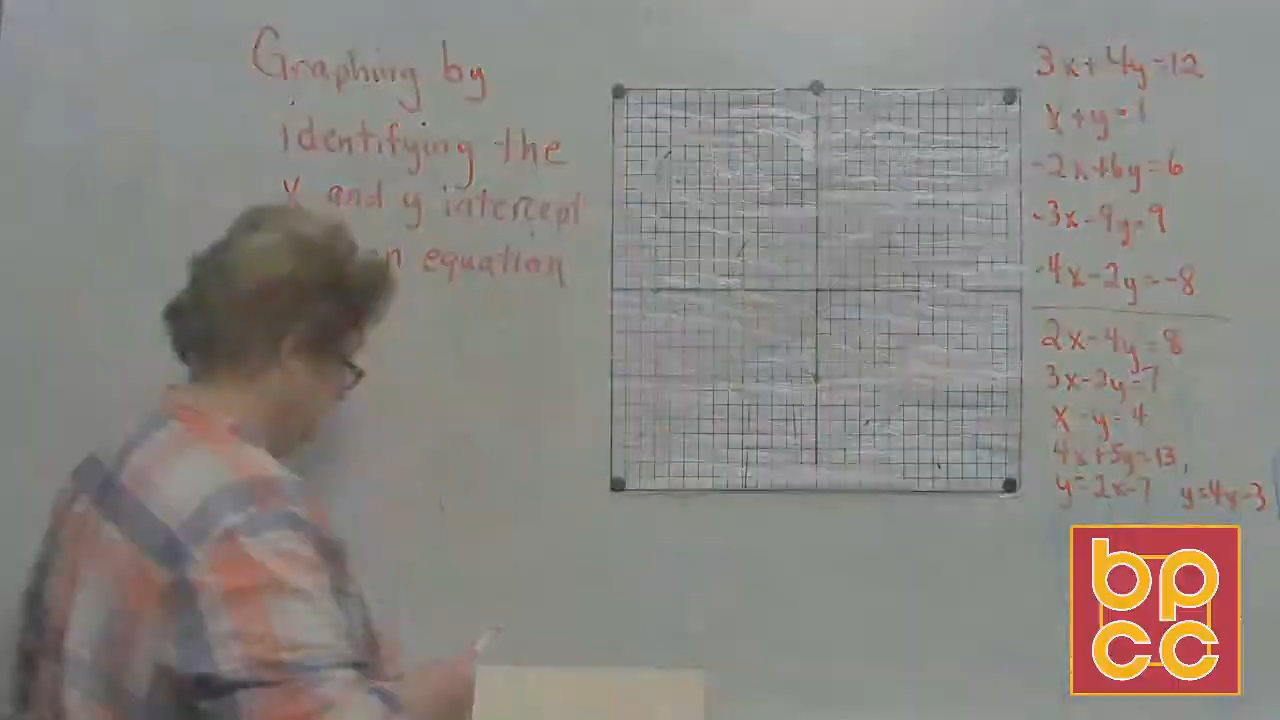 Graphing by
identifying the
x and y intercept
equation
3x+4y=12
x+y=1
-2x+6y=6
-3x-9y=9
-4x-2y=-8
2x-4y=8
3x-2y=7
x-y=4
4x+5y=13,
y=2x-7 y=4x-3
bp
cc